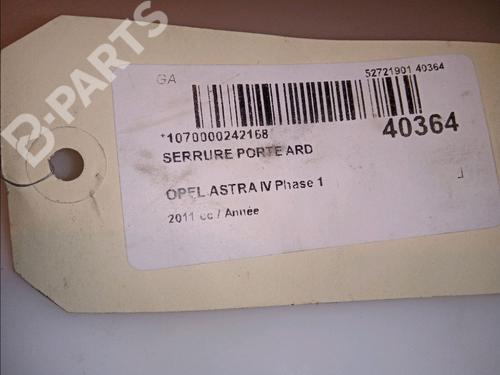 B-PARTS
GA
52721901 40364
*1070000242168
40364
SERRURE PORTE ARD
OPEL ASTRA IV Phase 1
2011 cc / Année